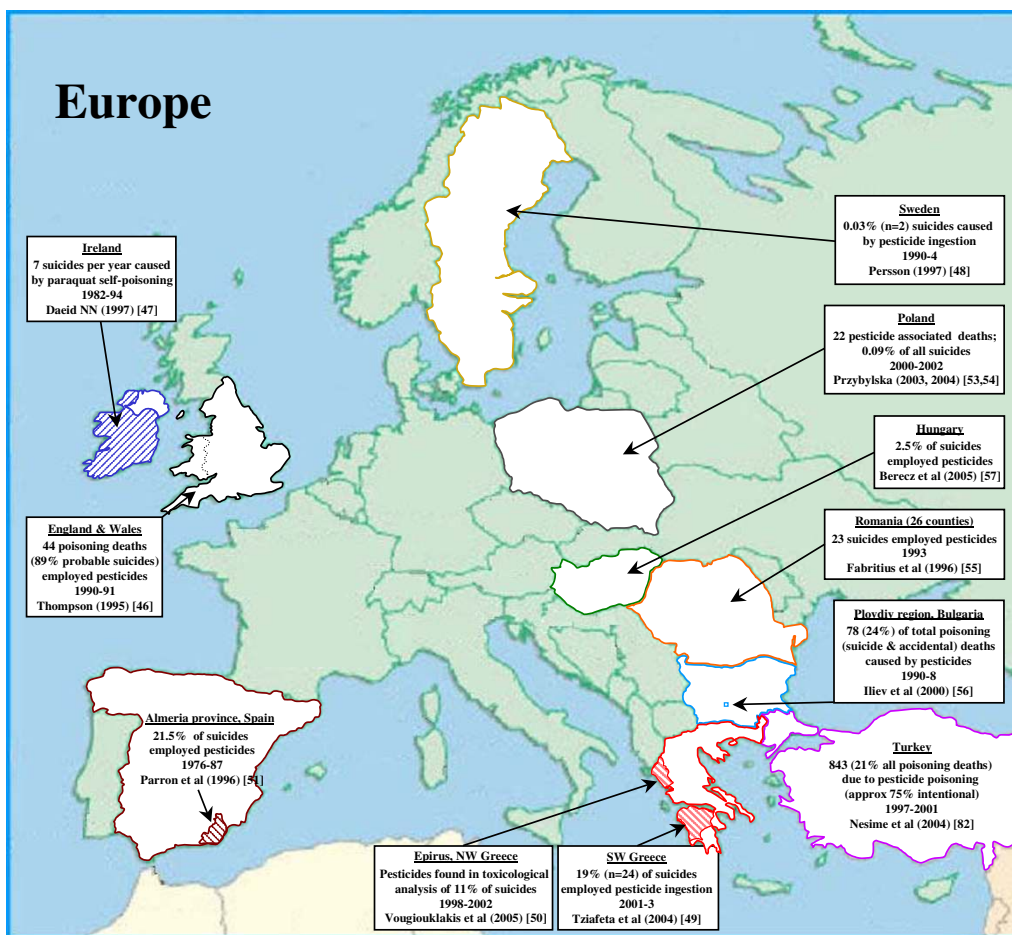 Europe
Sweden
0.03% (n=2) suicides caused
by pesticide ingestion
1990-4
Persson (1997) [48]
Ireland
7 suicides per year caused
by paraquat self-poisoning
1982-94
Daeid NN (1997) [47]
Poland
22 pesticide associated deaths;
0.09% of all suicides
2000-2002
Przybylska (2003, 2004) [53,54]
Hungary
2.5% of suicides
employed pesticides
Berecz et al (2005) [57]
England & Wales
44 poisoning deaths
(89% probable suicides)
employed pesticides
1990-91
Thompson (1995) [46]
Romania (26 counties)
23 suicides employed pesticides
1993
Fabritius et al (1996) [55]
Plovdiv region, Bulgaria
78 (24%) of total poisoning
(suicide & accidental) deaths
caused by pesticides
1990-8
Iliev et al (2000) [56]
Almeria province, Spain
21.5% of suicides
employed pesticides
1976-87
Parron et al (1996) [51]
Turkey
843 (21% all poisoning deaths)
due to pesticide poisoning
(approx 75% intentional)
1997-2001
Nesime et al (2004) [82]
Epirus, NW Greece
Pesticides found in toxicological
analysis of 11% of suicides
1998-2002
Vougiouklakis et al (2005) [50]
SW Greece
19% (n=24) of suicides
employed pesticide ingestion
2001-3
Tziafeta et al (2004) [49]